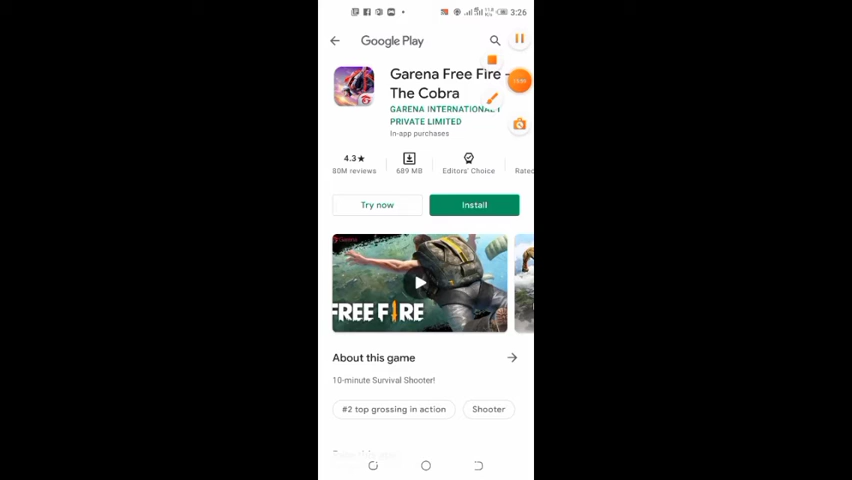 3:26
Google Play
Garena Free Fire -
The Cobra
GARENA INTERNATIONAL I
PRIVATE LIMITED
In-app purchases
4.3★
80M reviews
689 MB
Editors' Choice
Rated
Try now
Install
Garena
FREE FIRE
About this game
10-minute Survival Shooter!
#2 top grossing in action
Shooter